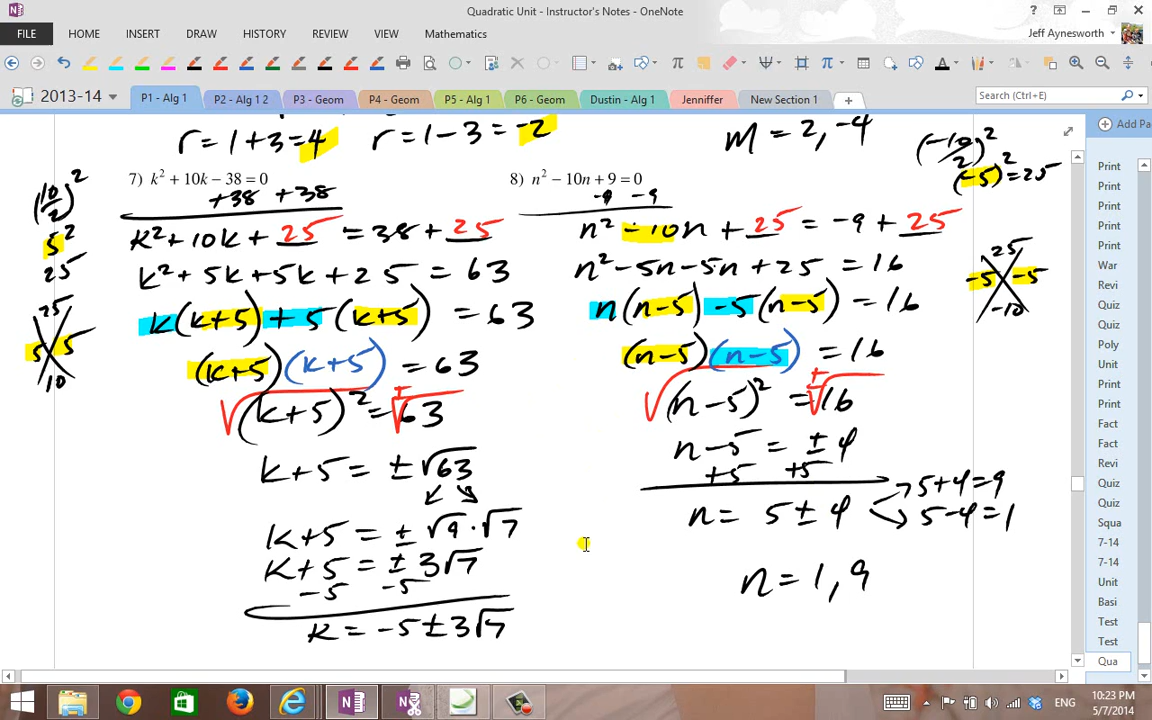 Quadratic Unit - Instructor's Notes - OneNote
FILE HOME INSERT DRAW HISTORY REVIEW VIEW Mathematics
Jeff Aynesworth
2013-14 P1 - Alg 1 P2 - Alg 1 2 P3 - Geom P4 - Geom P5 - Alg 1 P6 - Geom Dustin - Alg 1 Jenniffer New Section 1
Search (Ctrl+E)
r = 1 + 3 = 4 r = 1 - 3 = -2
m = 2, -4
7) k² + 10k − 38 = 0
+38 +38
(10/2)²
5²
25
k² + 10k + 25 = 38 + 25
k² + 5k + 5k + 25 = 63
25
5 5
10
k(k+5) + 5(k+5) = 63
(k+5)(k+5) = 63
√(k+5)² = ±√63
k+5 = ±√63
k+5 = ±√9 · √7
k+5 = ± 3√7
-5 -5
k = -5 ± 3√7
8) n² − 10n + 9 = 0
-9 -9
(-10/2)²
(-5)² = 25
n² - 10n + 25 = -9 + 25
n² - 5n - 5n + 25 = 16
25
-5 -5
-10
n(n-5) -5(n-5) = 16
(n-5)(n-5) = 16
√(n-5)² = ±√16
n-5 = ±4
+5 +5
n = 5 ± 4
5+4=9
5-4=1
n = 1, 9
Add Pa
Print
Print
Print
Print
Print
War
Revi
Quiz
Quiz
Poly
Unit
Print
Print
Fact
Fact
Revi
Quiz
Quiz
Squa
7-14
7-14
Unit
Basi
Test
Test
Qua
ENG
10:23 PM
5/7/2014